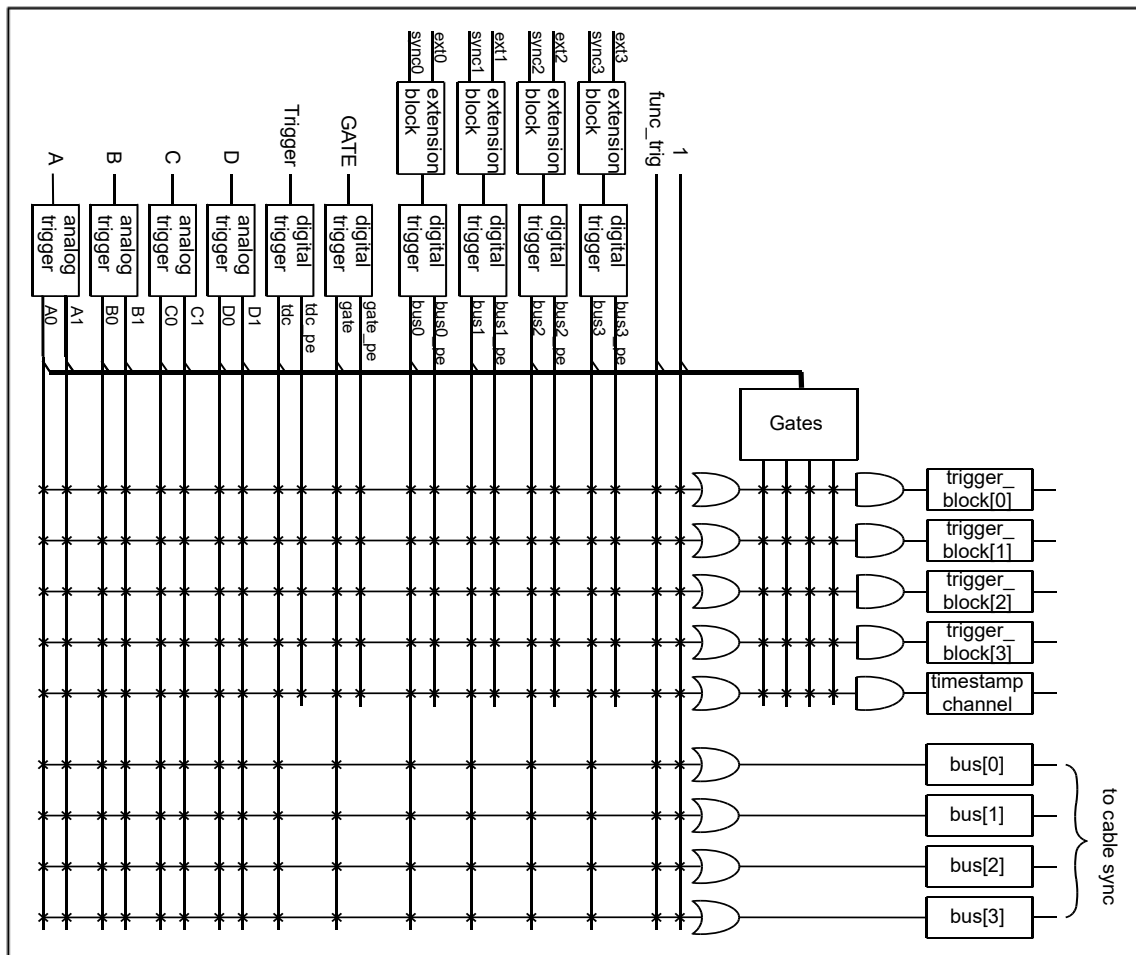 sync0
ext0
sync1
ext1
sync2
ext2
sync3
ext3
extension
block
extension
block
extension
block
extension
block
A
B
C
D
Trigger
GATE
func_trig
1
analog
trigger
analog
trigger
analog
trigger
analog
trigger
digital
trigger
digital
trigger
digital
trigger
digital
trigger
digital
trigger
digital
trigger
A0
A1
B0
B1
C0
C1
D0
D1
tdc
tdc_pe
gate
gate_pe
bus0
bus0_pe
bus1
bus1_pe
bus2
bus2_pe
bus3
bus3_pe
Gates
trigger_
block[0]
trigger_
block[1]
trigger_
block[2]
trigger_
block[3]
timestamp
channel
bus[0]
bus[1]
bus[2]
bus[3]
to cable sync